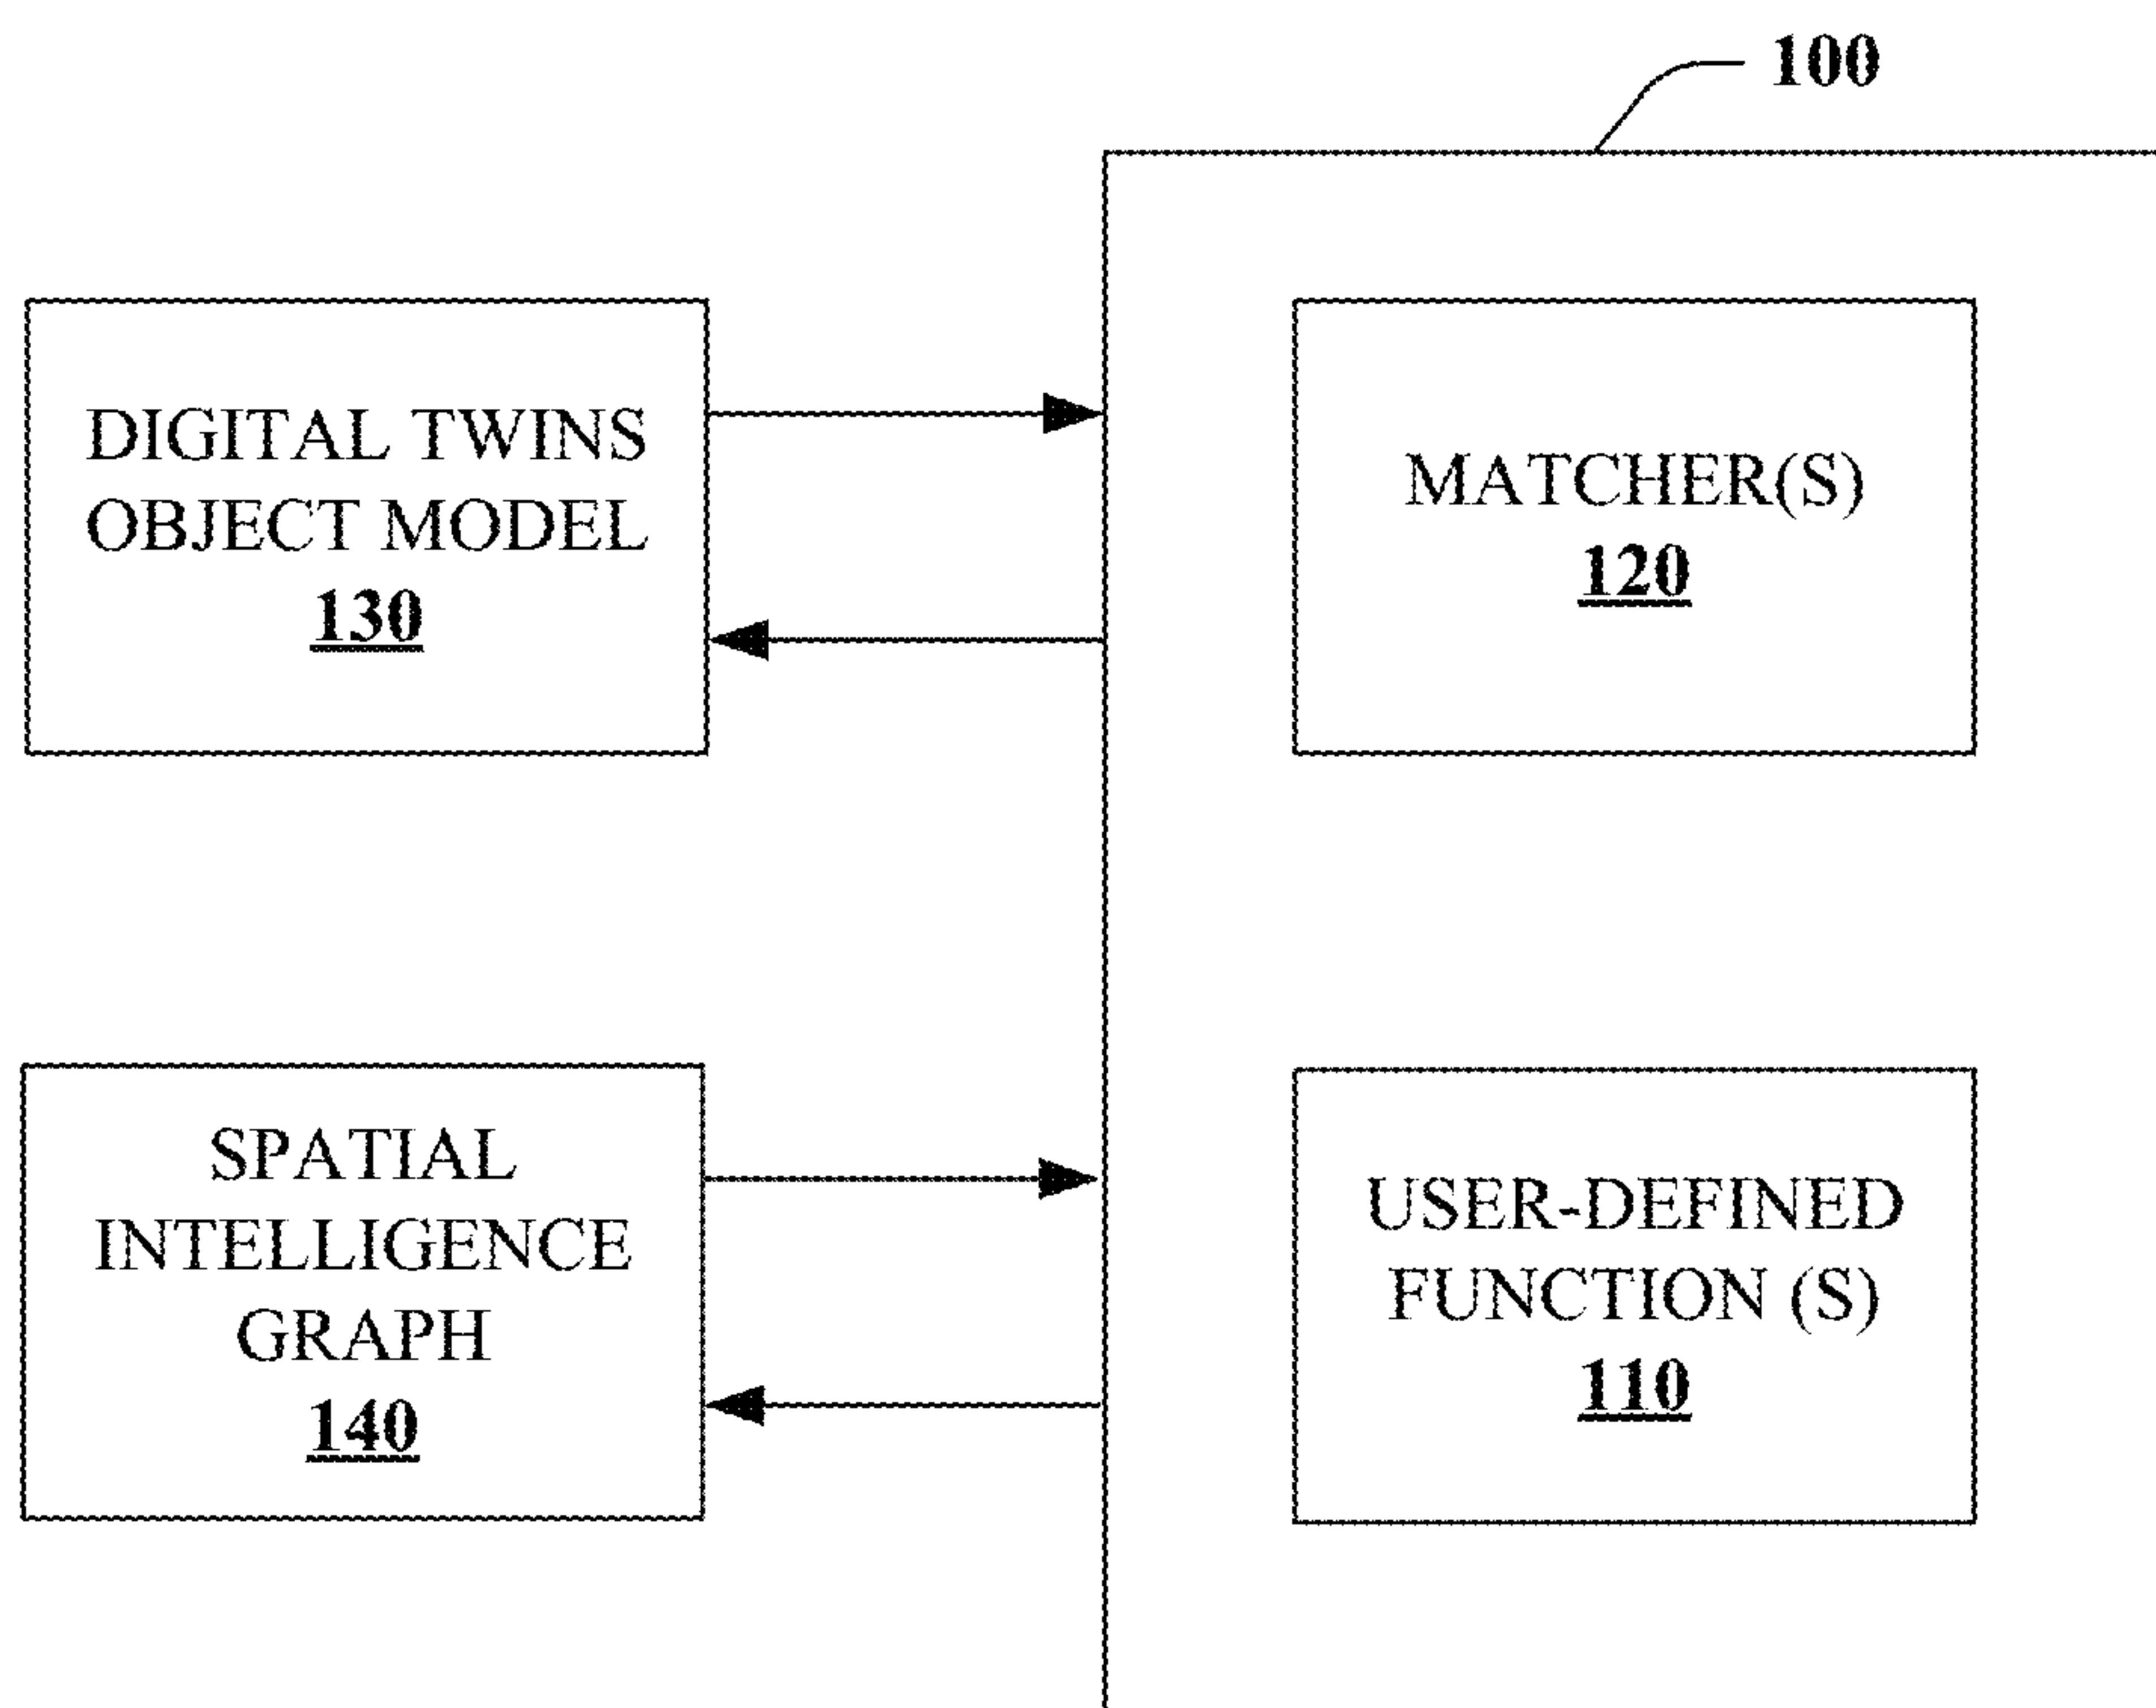 100
DIGITAL TWINS
OBJECT MODEL
130
MATCHER(S)
120
SPATIAL
INTELLIGENCE
GRAPH
140
USER-DEFINED
FUNCTION (S)
110